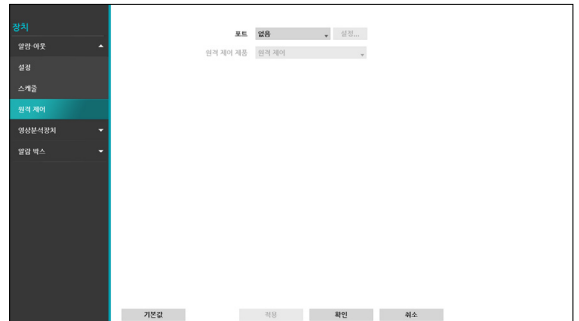 장치
알람-아웃
설정
스케줄
원격 제어
영상분석장치
알람 박스
포트 없음 설정...
원격 제어 제품 원격 제어
기본값 적용 확인 취소